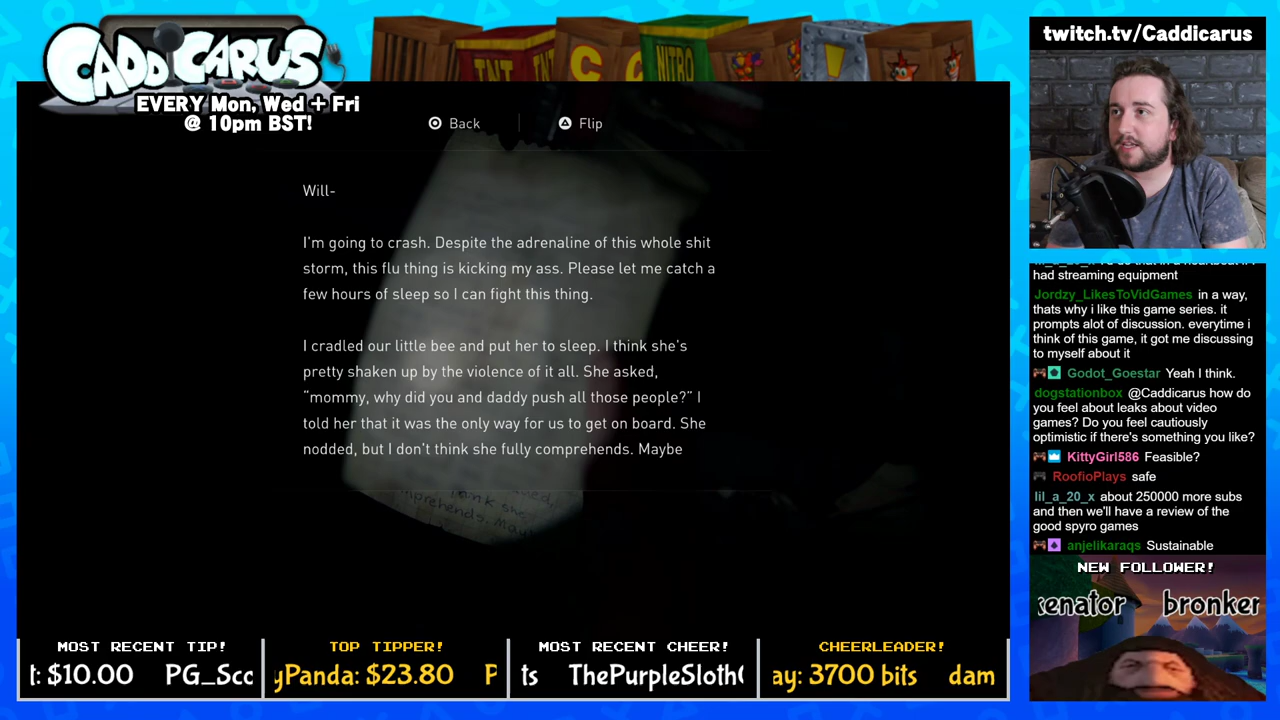 CADDICARUS
EVERY Mon, Wed + Fri
@ 10pm BST!
TNT
TNT
C
C
NITRO
!
twitch.tv/Caddicarus
Back
Flip
Will-
I'm going to crash. Despite the adrenaline of this whole shit
storm, this flu thing is kicking my ass. Please let me catch a
few hours of sleep so I can fight this thing.
I cradled our little bee and put her to sleep. I think she's
pretty shaken up by the violence of it all. She asked,
"mommy, why did you and daddy push all those people?" I
told her that it was the only way for us to get on board. She
nodded, but I don't think she fully comprehends. Maybe
had streaming equipment
Jordzy_LikesToVidGames in a way,
thats why i like this game series. it
prompts alot of discussion. everytime i
think of this game, it got me discussing
to myself about it
Godot_Goestar Yeah I think.
dogstationbox @Caddicarus how do
you feel about leaks about video
games? Do you feel cautiously
optimistic if there's something you like?
KittyGirl586 Feasible?
RoofioPlays safe
lil_a_20_x about 250000 more subs
and then we'll have a review of the
good spyro games
anjelikaraqs Sustainable
NEW FOLLOWER!
kenator bronker
MOST RECENT TIP!
t: $10.00 PG_Sco
TOP TIPPER!
yPanda: $23.80 P
MOST RECENT CHEER!
ts ThePurpleSloth
CHEERLEADER!
ay: 3700 bits dam